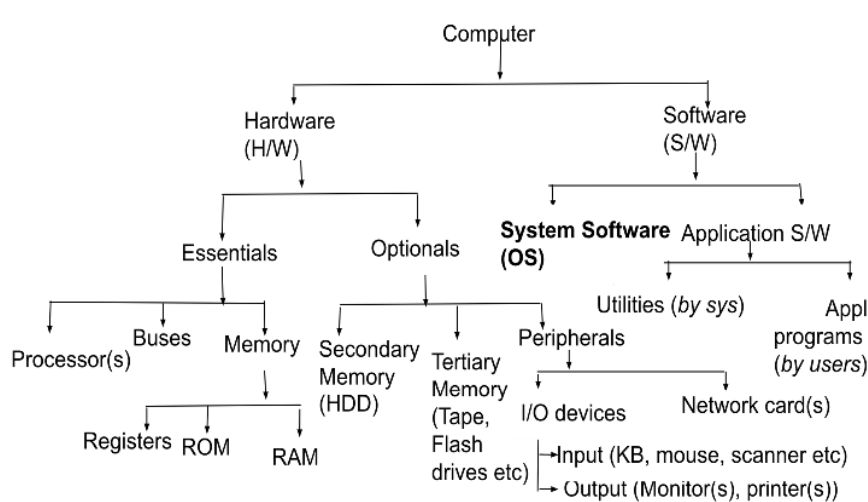 Computer
Hardware
(H/W)
Software
(S/W)
Essentials
Optionals
System Software
(OS)
Application S/W
Processor(s)
Buses
Memory
Secondary
Memory
(HDD)
Tertiary
Memory
(Tape,
Flash
drives etc)
Peripherals
Utilities (by sys)
Appl
programs
(by users)
Registers
ROM
RAM
I/O devices
Network card(s)
Input (KB, mouse, scanner etc)
Output (Monitor(s), printer(s))